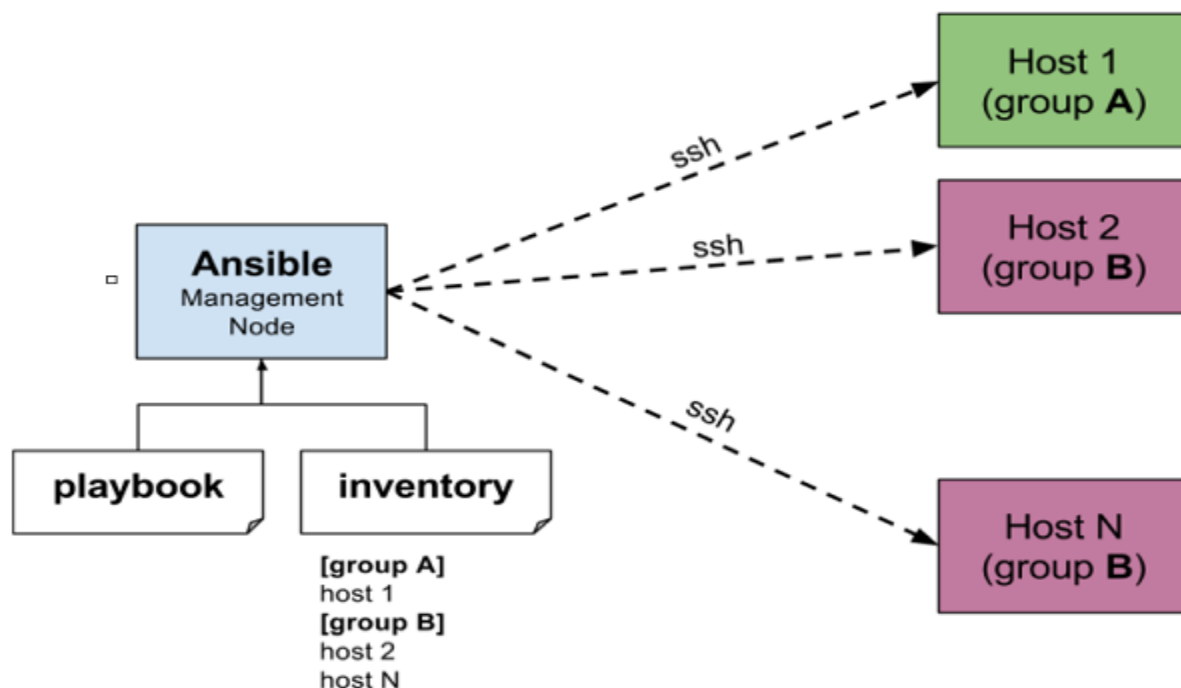 Host 1
(group A)
ssh
Host 2
(group B)
ssh
Ansible
Management
Node
ssh
playbook
inventory
Host N
(group B)
[group A]
host 1
[group B]
host 2
host N